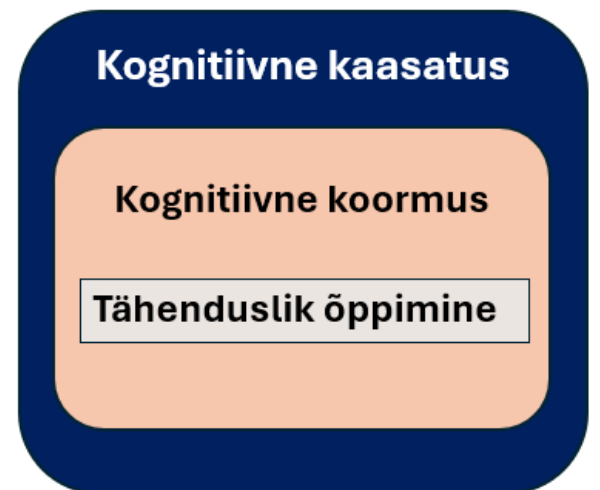 Kognitiivne kaasatus
Kognitiivne koormus
Tähenduslik õppimine